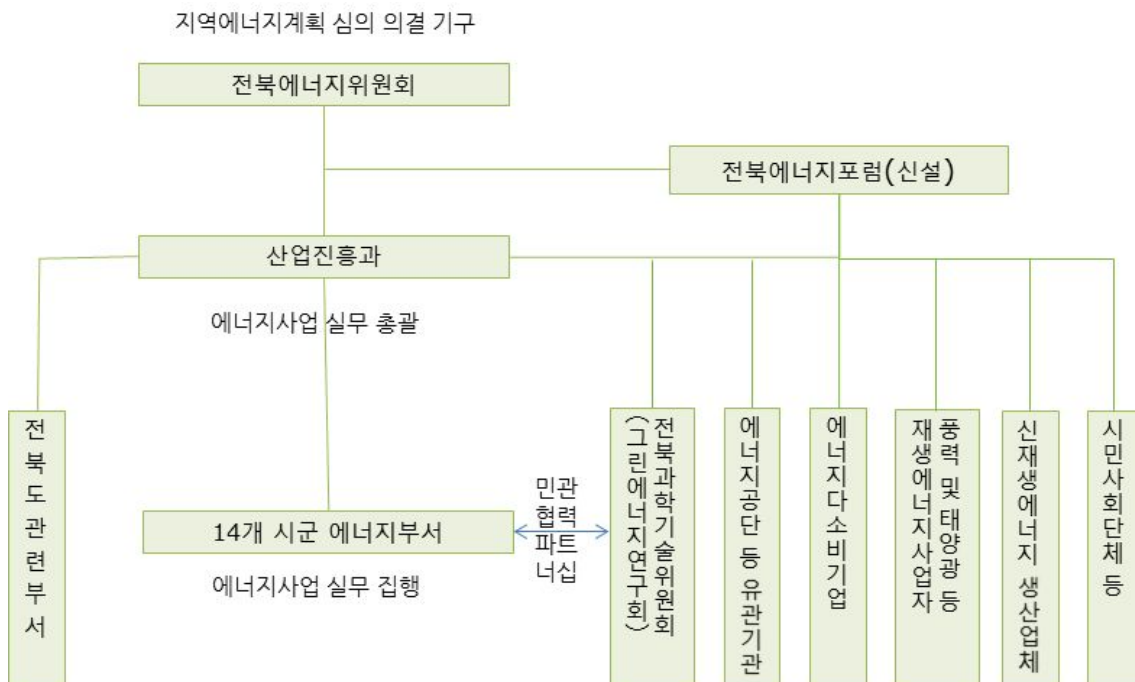 지역에너지계획 심의 의결 기구
전북에너지위원회
전북에너지포럼(신설)
산업진흥과
에너지사업 실무 총괄
전북도관련부서
14개 시군 에너지부서
에너지사업 실무 집행
민관
협력
파트
너십
전북과학기술위원회
(그린에너지연구회)
에너지공단 등 유관기관
에너지다소비기업
풍력 및 태양광 등
재생에너지사업자
신재생에너지 생산업체
시민사회단체 등